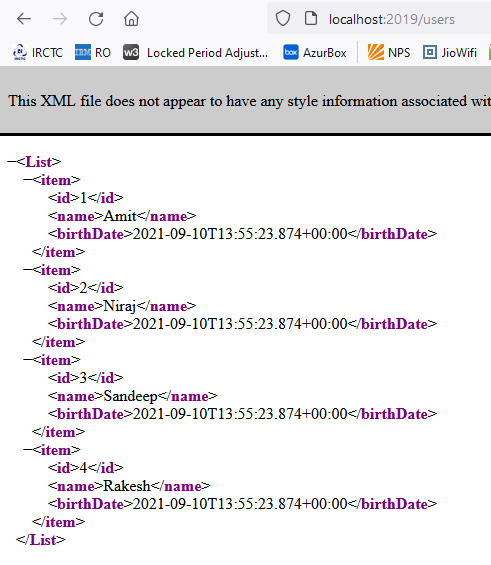 localhost:2019/users
IRCTC IBM RO w3 Locked Period Adjust... box AzurBox NPS JioWifi
This XML file does not appear to have any style information associated wit
−<List>
−<item>
<id>1</id>
<name>Amit</name>
<birthDate>2021-09-10T13:55:23.874+00:00</birthDate>
</item>
−<item>
<id>2</id>
<name>Niraj</name>
<birthDate>2021-09-10T13:55:23.874+00:00</birthDate>
</item>
−<item>
<id>3</id>
<name>Sandeep</name>
<birthDate>2021-09-10T13:55:23.874+00:00</birthDate>
</item>
−<item>
<id>4</id>
<name>Rakesh</name>
<birthDate>2021-09-10T13:55:23.874+00:00</birthDate>
</item>
</List>